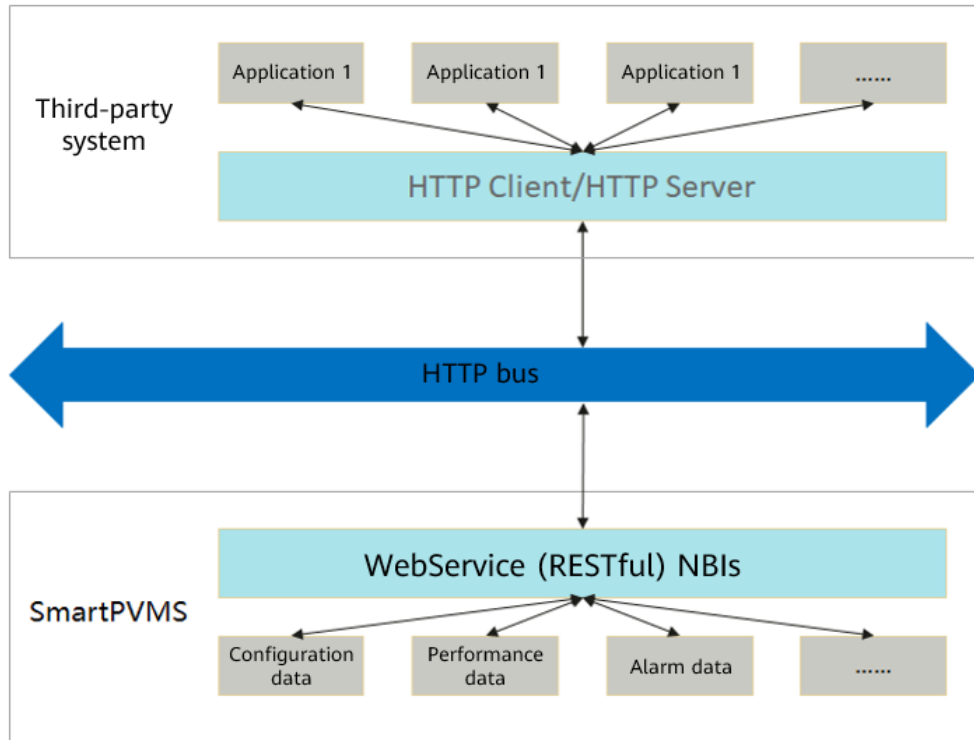 Application 1
Application 1
Application 1
......
Third-party
system
HTTP Client/HTTP Server
HTTP bus
WebService (RESTful) NBIs
SmartPVMS
Configuration
data
Performance
data
Alarm data
......